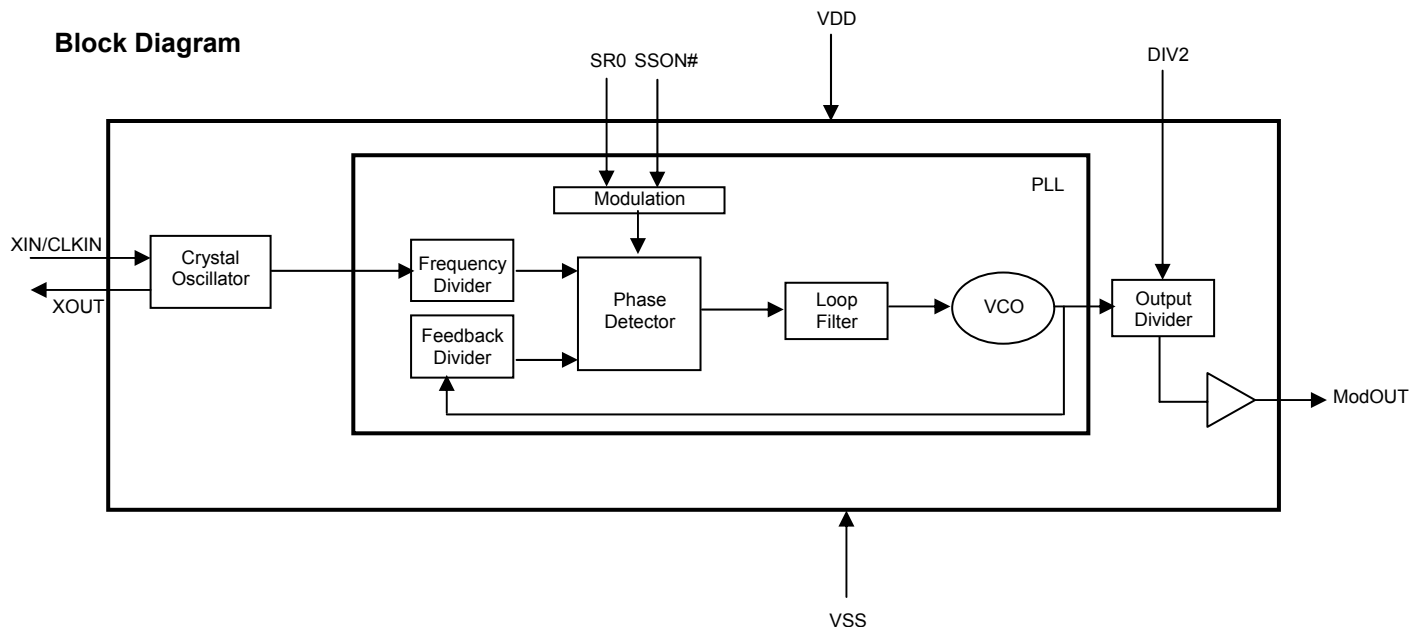 Block Diagram
VDD
SR0 SSON#
DIV2
PLL
Modulation
XIN/CLKIN
XOUT
Crystal
Oscillator
Frequency
Divider
Feedback
Divider
Phase
Detector
Loop
Filter
VCO
Output
Divider
ModOUT
VSS